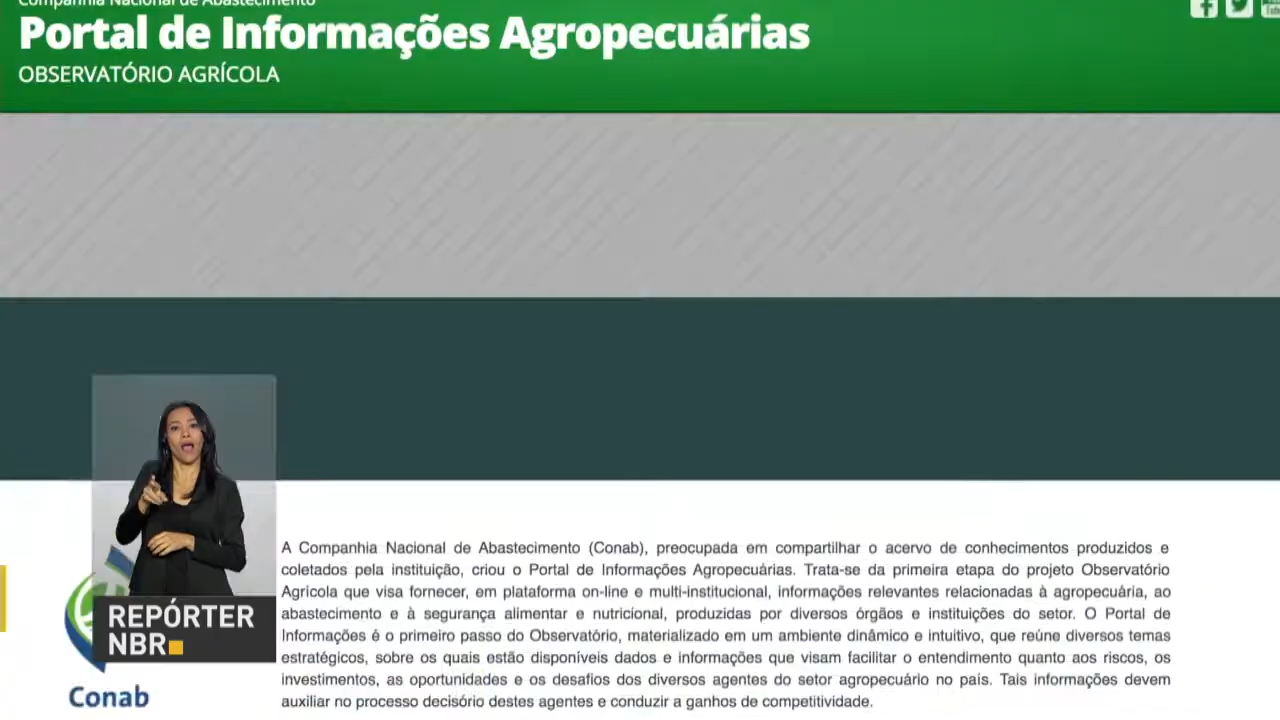 Companhia Nacional de Abastecimento
Portal de Informações Agropecuárias
OBSERVATÓRIO AGRÍCOLA
A Companhia Nacional de Abastecimento (Conab), preocupada em compartilhar o acervo de conhecimentos produzidos e
coletados pela instituição, criou o Portal de Informações Agropecuárias. Trata-se da primeira etapa do projeto Observatório
Agrícola que visa fornecer, em plataforma on-line e multi-institucional, informações relevantes relacionadas à agropecuária, ao
abastecimento e à segurança alimentar e nutricional, produzidas por diversos órgãos e instituições do setor. O Portal de
Informações é o primeiro passo do Observatório, materializado em um ambiente dinâmico e intuitivo, que reúne diversos temas
estratégicos, sobre os quais estão disponíveis dados e informações que visam facilitar o entendimento quanto aos riscos, os
investimentos, as oportunidades e os desafios dos diversos agentes do setor agropecuário no país. Tais informações devem
auxiliar no processo decisório destes agentes e conduzir a ganhos de competitividade.
REPÓRTER
NBR
Conab